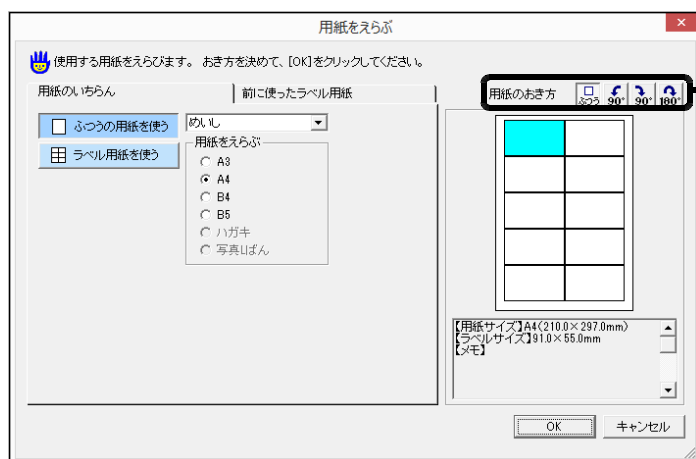 用紙をえらぶ
使用する用紙をえらびます。 おき方を決めて、[OK]をクリックしてください。
用紙のいちらん
前に使ったラベル用紙
用紙のおき方
ふつう
90°
90°
180°
ふつうの用紙を使う
ラベル用紙を使う
めいし
用紙をえらぶ
A3
A4
B4
B5
ハガキ
写真Lばん
【用紙サイズ】A4(210.0×297.0mm)
【ラベルサイズ】91.0×55.0mm
【メモ】
OK
キャンセル